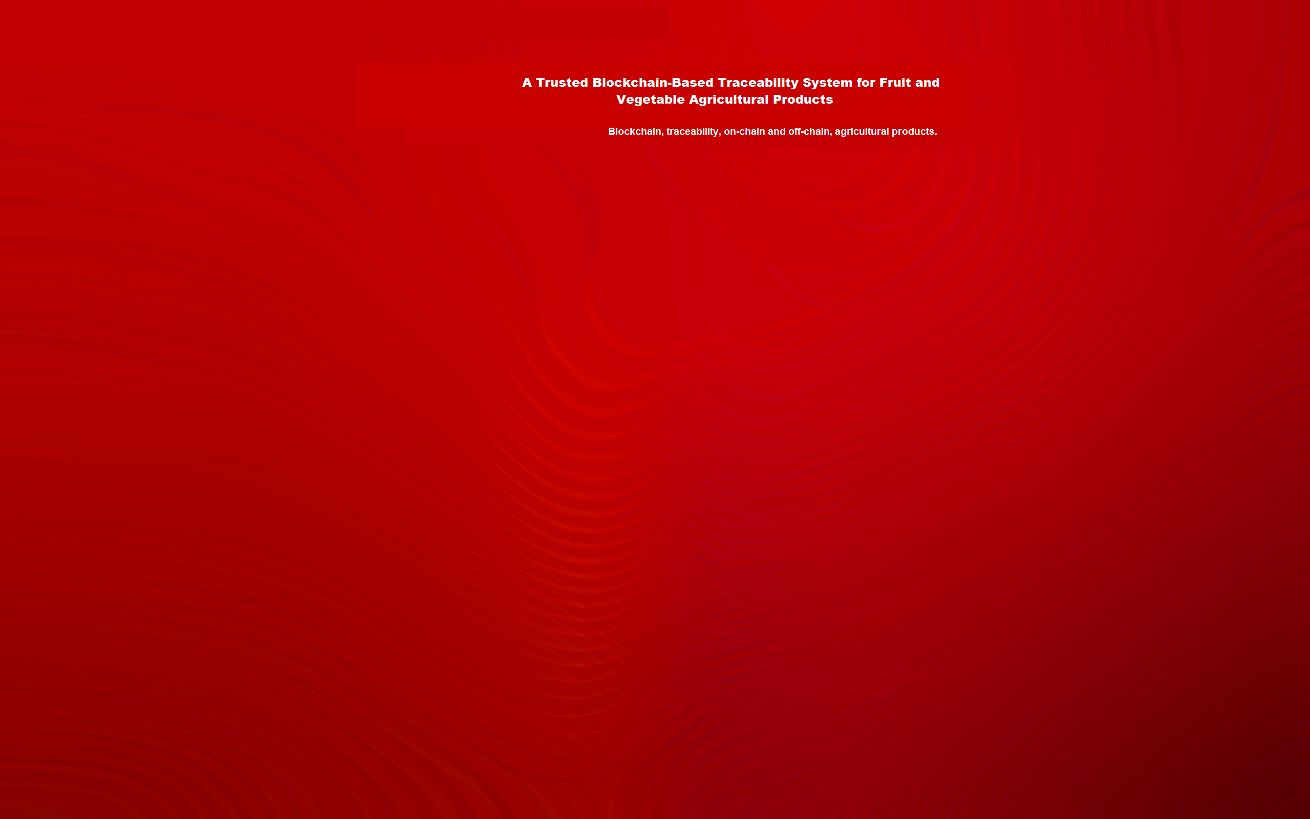 A Trusted Blockchain-Based Traceability System for Fruit and
Vegetable Agricultural Products
Blockchain, traceability, on-chain and off-chain, agricultural products.